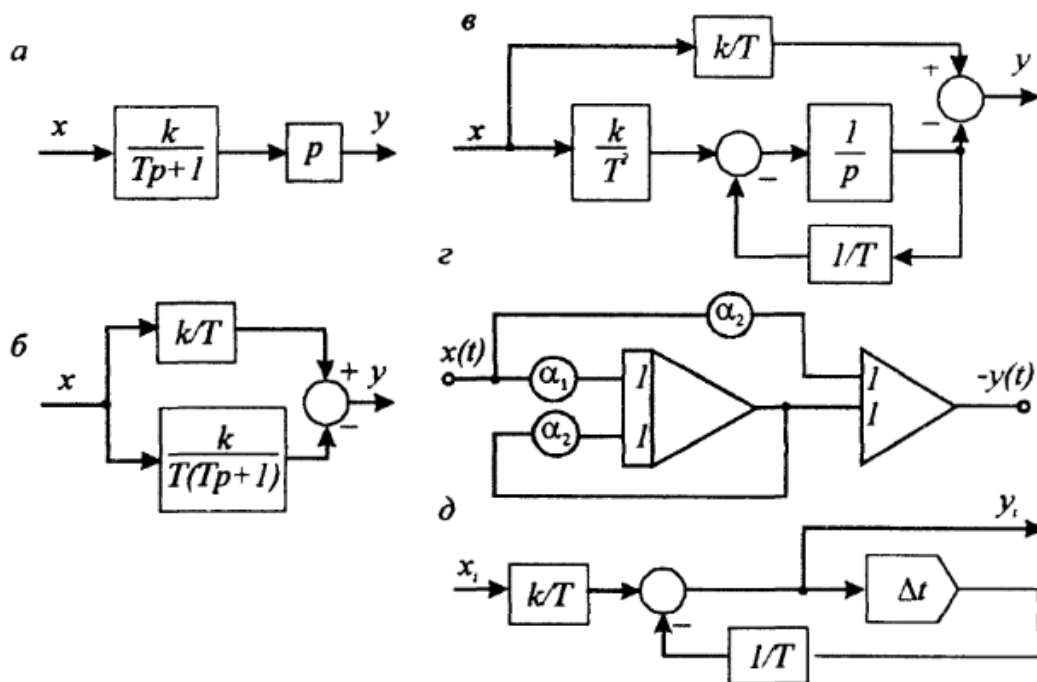 а
x
k
Tp+1
p
y
б
x
k/T
k
T(Tp+1)
+
−
y
в
x
k/T
k
T²
−
1
p
1/T
+
−
y
г
x(t)
α₁
α₂
1
1
α₂
1
1
-y(t)
д
xᵢ
k/T
−
1/T
Δt
yᵢ